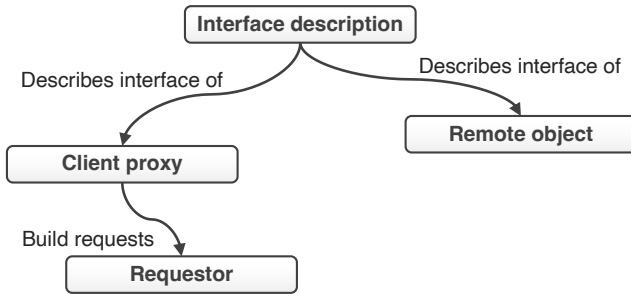 Interface description
Describes interface of
Describes interface of
Remote object
Client proxy
Build requests
Requestor